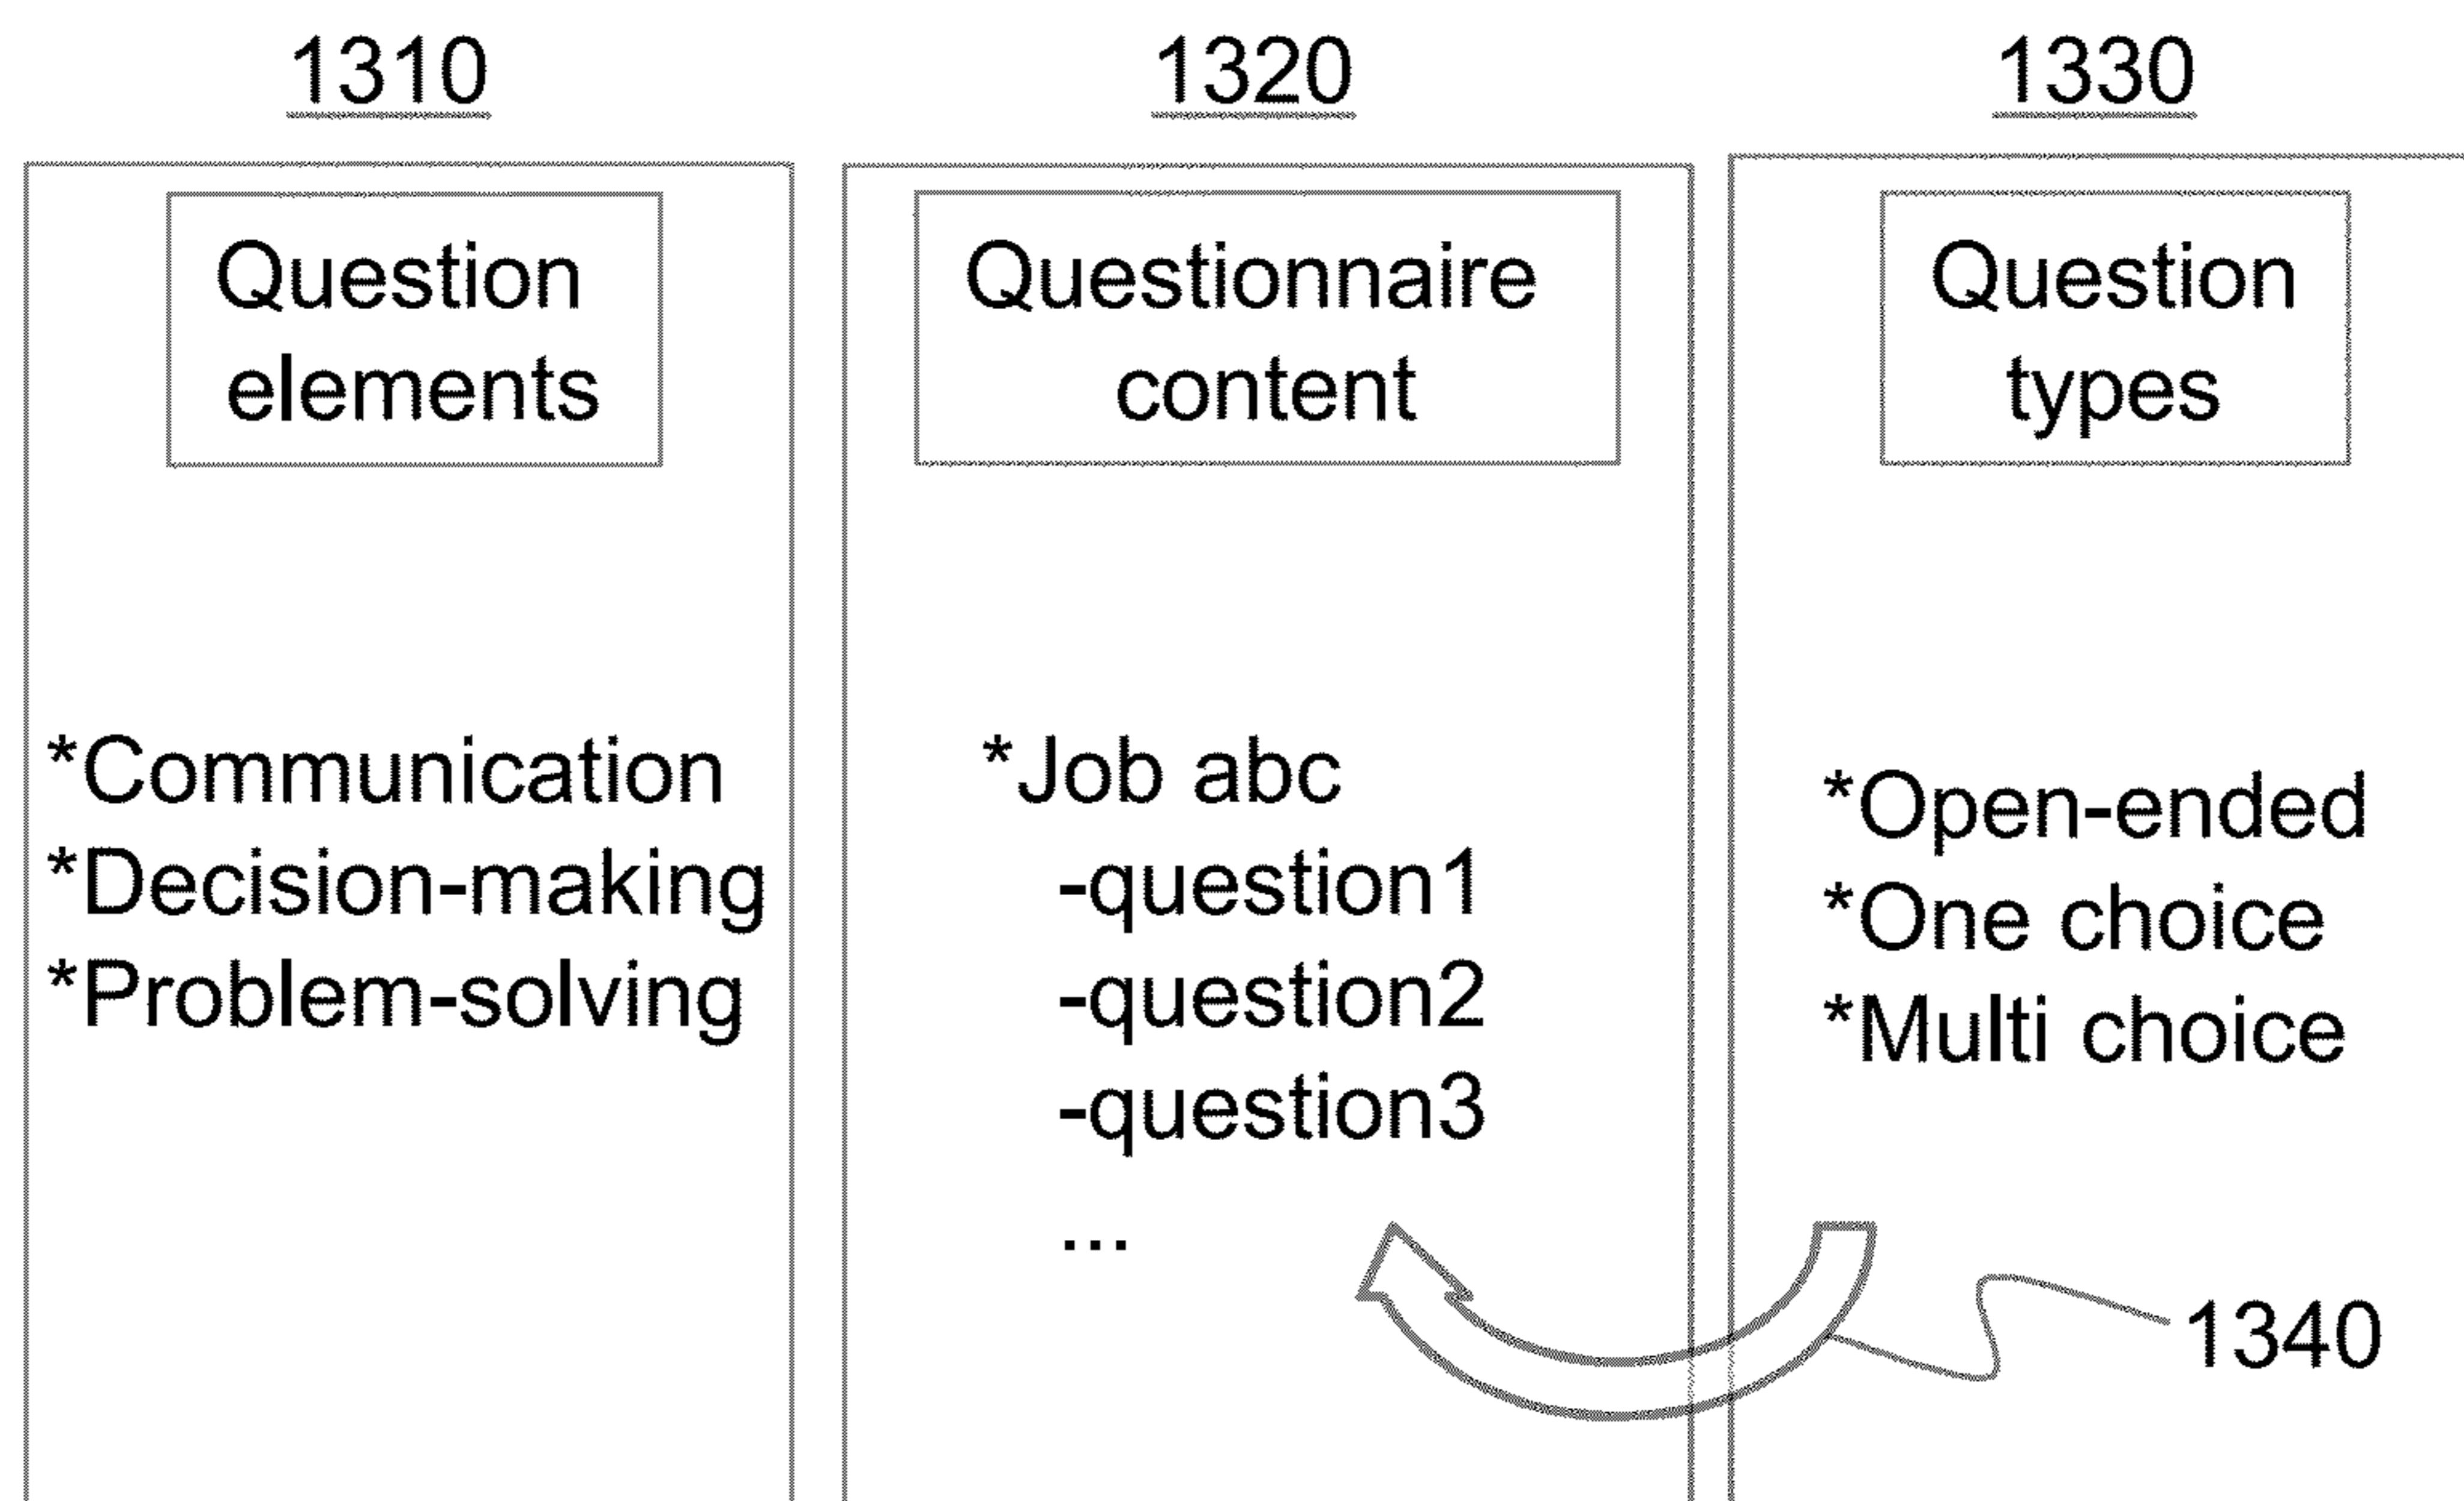 1310
1320
1330
Question
elements
Questionnaire
content
Question
types
*Communication
*Decision-making
*Problem-solving
*Job abc
-question1
-question2
-question3
...
*Open-ended
*One choice
*Multi choice
1340